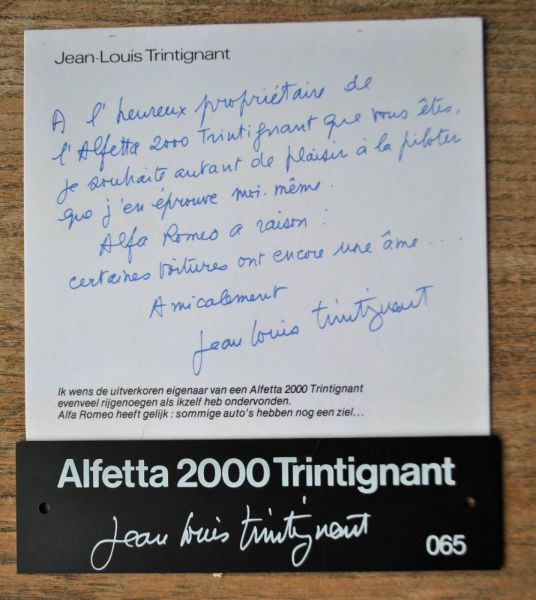 Jean-Louis Trintignant
A l'heureux propriétaire de
l'Alfetta 2000 Trintignant que vous êtes,
je souhaite autant de plaisir à la piloter
que j'en éprouve moi-même.
Alfa Romeo a raison :
certaines voitures ont encore une âme...
Amicalement
Jean Louis Trintignant
Ik wens de uitverkoren eigenaar van een Alfetta 2000 Trintignant
evenveel rijgenoegen als ikzelf heb ondervonden.
Alfa Romeo heeft gelijk : sommige auto's hebben nog een ziel...
Alfetta 2000 Trintignant
Jean Louis Trintignant
065